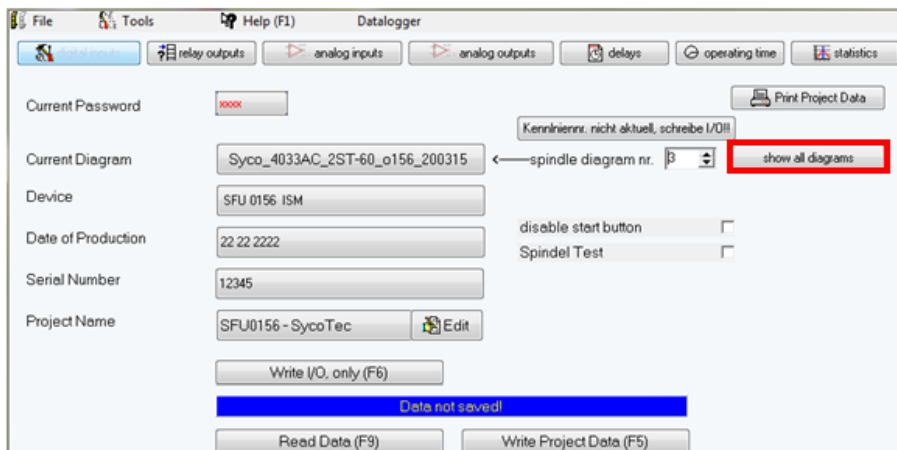 File Tools Help (F1) Datalogger
digital inputs relay outputs analog inputs analog outputs delays operating time statistics
Print Project Data
Current Password xxxx
Kennliniennr. nicht aktuell, schreibe I/O!!!
Current Diagram Syco_4033AC_2ST-60_o156_200315 <——spindle diagram nr. 3 show all diagrams
Device SFU 0156 ISM
disable start button
Date of Production 22 22 2222
Spindel Test
Serial Number 12345
Project Name SFU0156 - SycoTec Edit
Write I/O, only (F6)
Data not saved!
Read Data (F9) Write Project Data (F5)